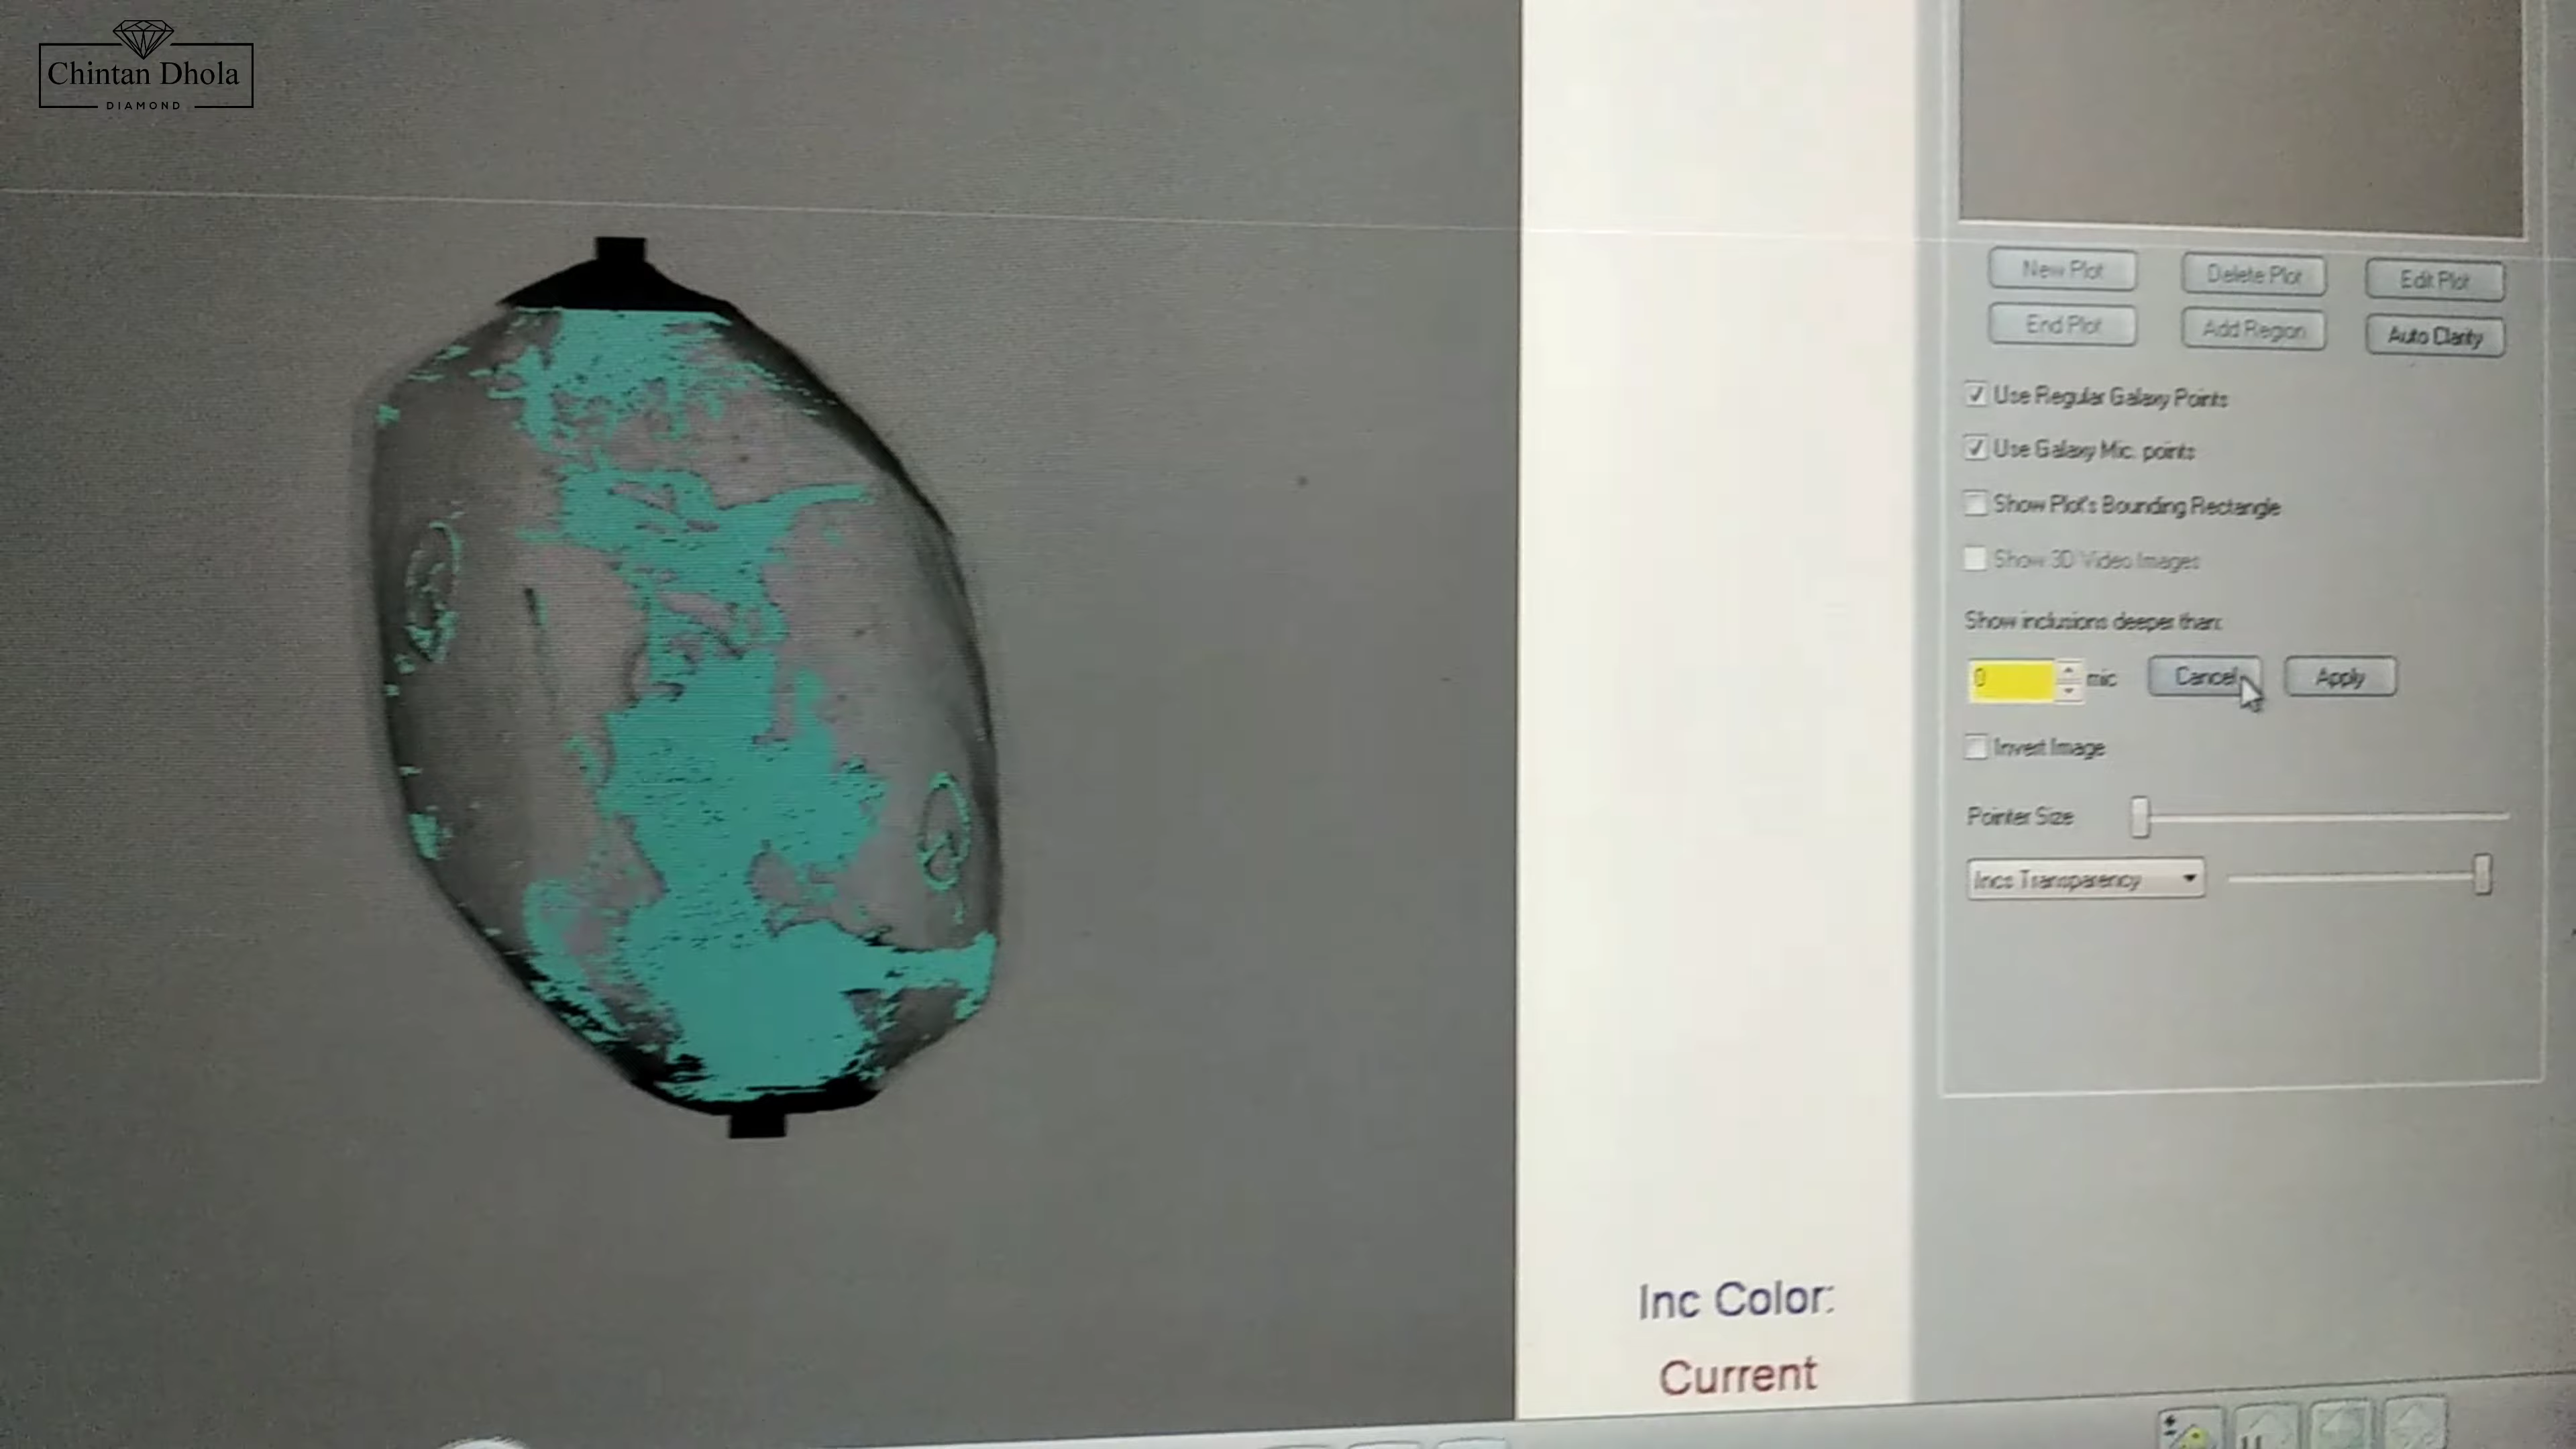 Chintan Dhola
DIAMOND
New Plot
Delete Plot
Edit Plot
End Plot
Add Region
Auto Clarity
Use Regular Galaxy Points
Use Galaxy Mic. points
Show Plot's Bounding Rectangle
Show 3D Video Images
Show inclusions deeper than:
0
mic
Cancel
Apply
Invert Image
Pointer Size
Incs Transparency
Inc Color:
Current